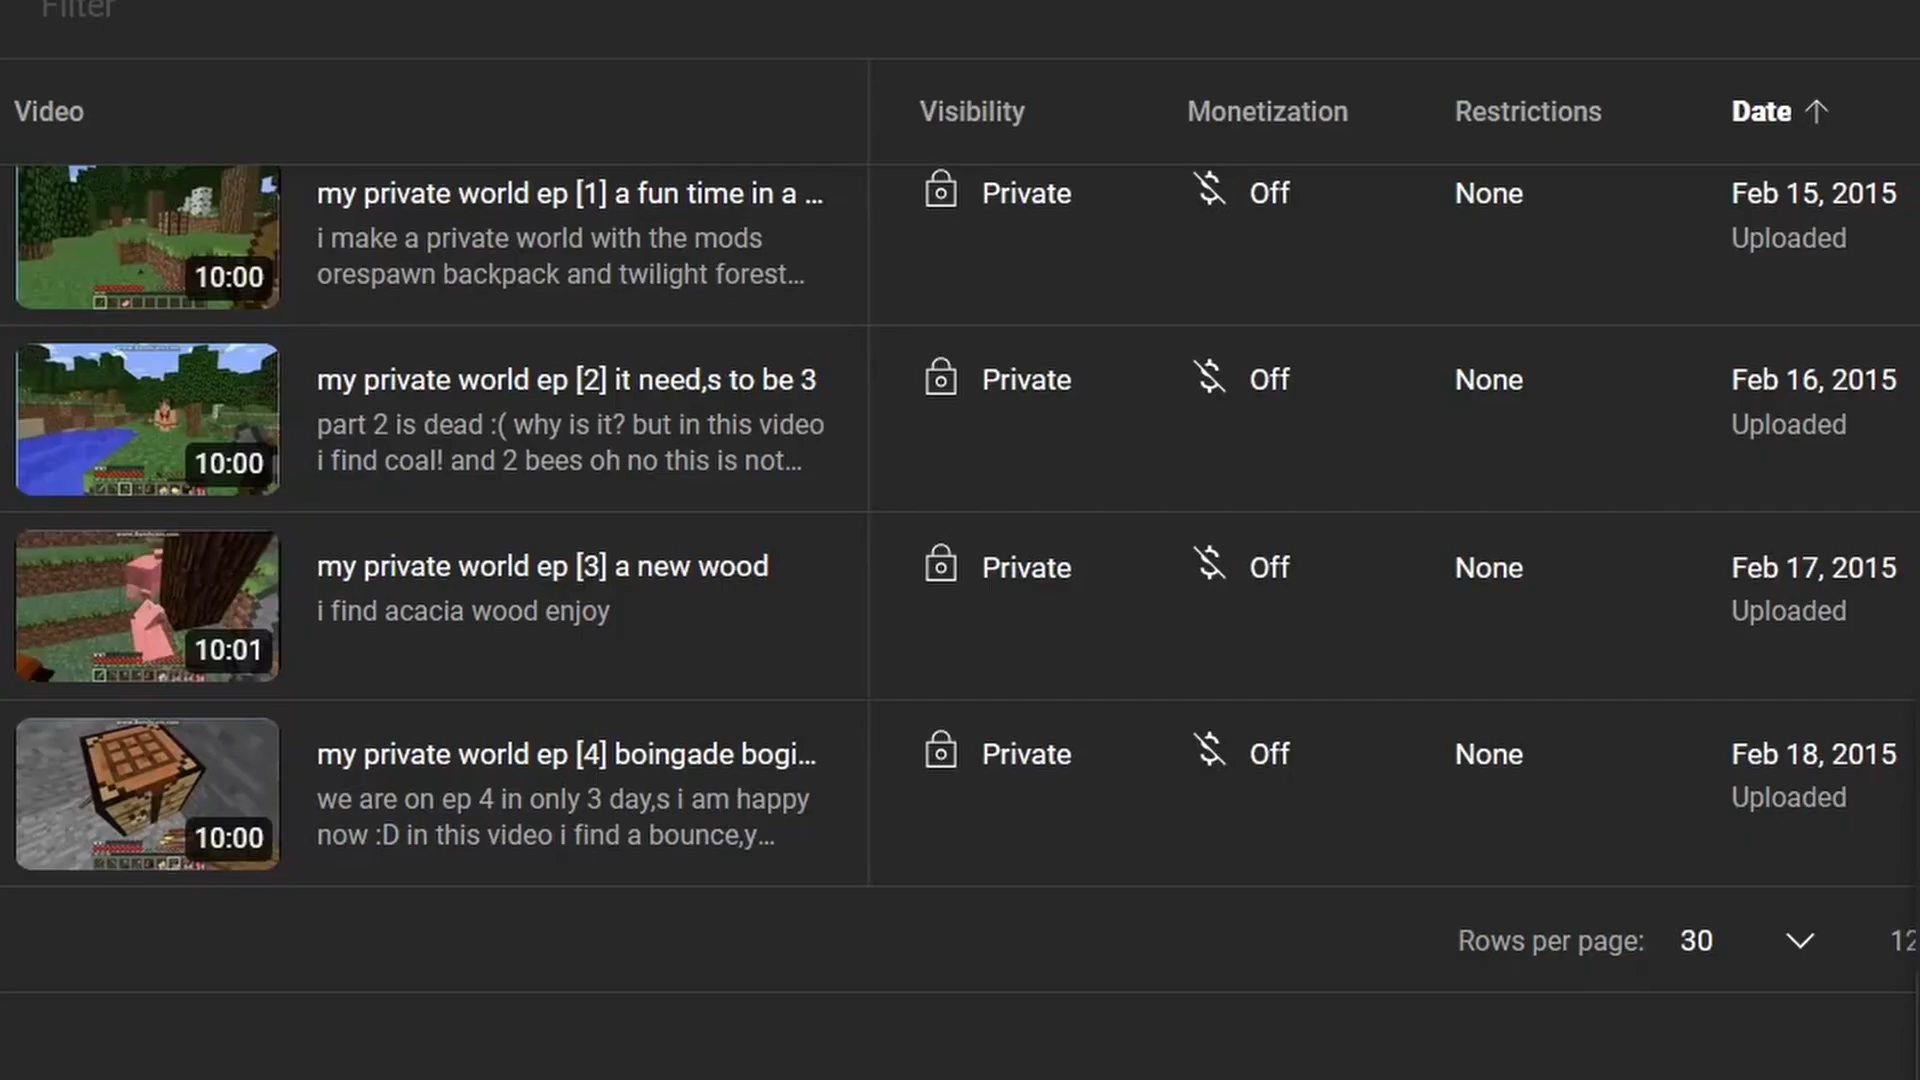 Filter
Video
Visibility
Monetization
Restrictions
Date
my private world ep [1] a fun time in a ...
i make a private world with the mods
orespawn backpack and twilight forest...
10:00
Private
Off
None
Feb 15, 2015
Uploaded
my private world ep [2] it need,s to be 3
part 2 is dead :( why is it? but in this video
i find coal! and 2 bees oh no this is not...
10:00
Private
Off
None
Feb 16, 2015
Uploaded
my private world ep [3] a new wood
i find acacia wood enjoy
10:01
Private
Off
None
Feb 17, 2015
Uploaded
my private world ep [4] boingade bogi...
we are on ep 4 in only 3 day,s i am happy
now :D in this video i find a bounce,y...
10:00
Private
Off
None
Feb 18, 2015
Uploaded
Rows per page: 30